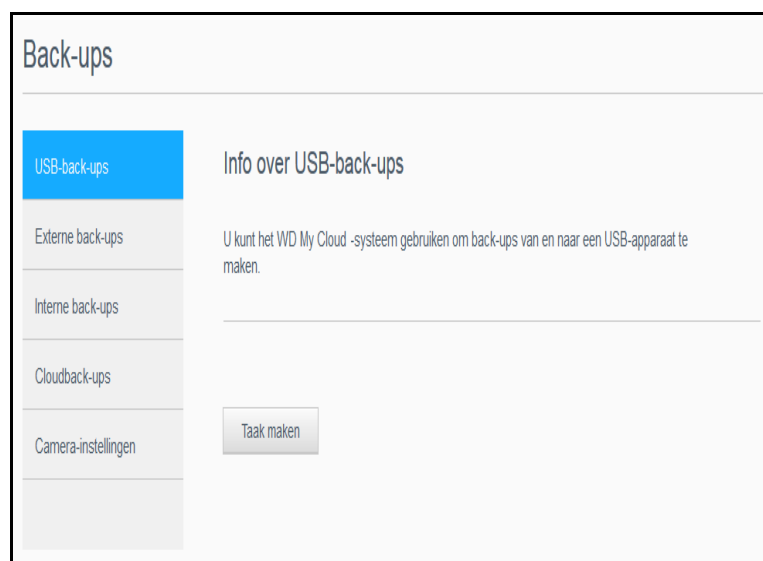 Back-ups
USB-back-ups
Externe back-ups
Interne back-ups
Cloudback-ups
Camera-instellingen
Info over USB-back-ups
U kunt het WD My Cloud -systeem gebruiken om back-ups van en naar een USB-apparaat te
maken.
Taak maken